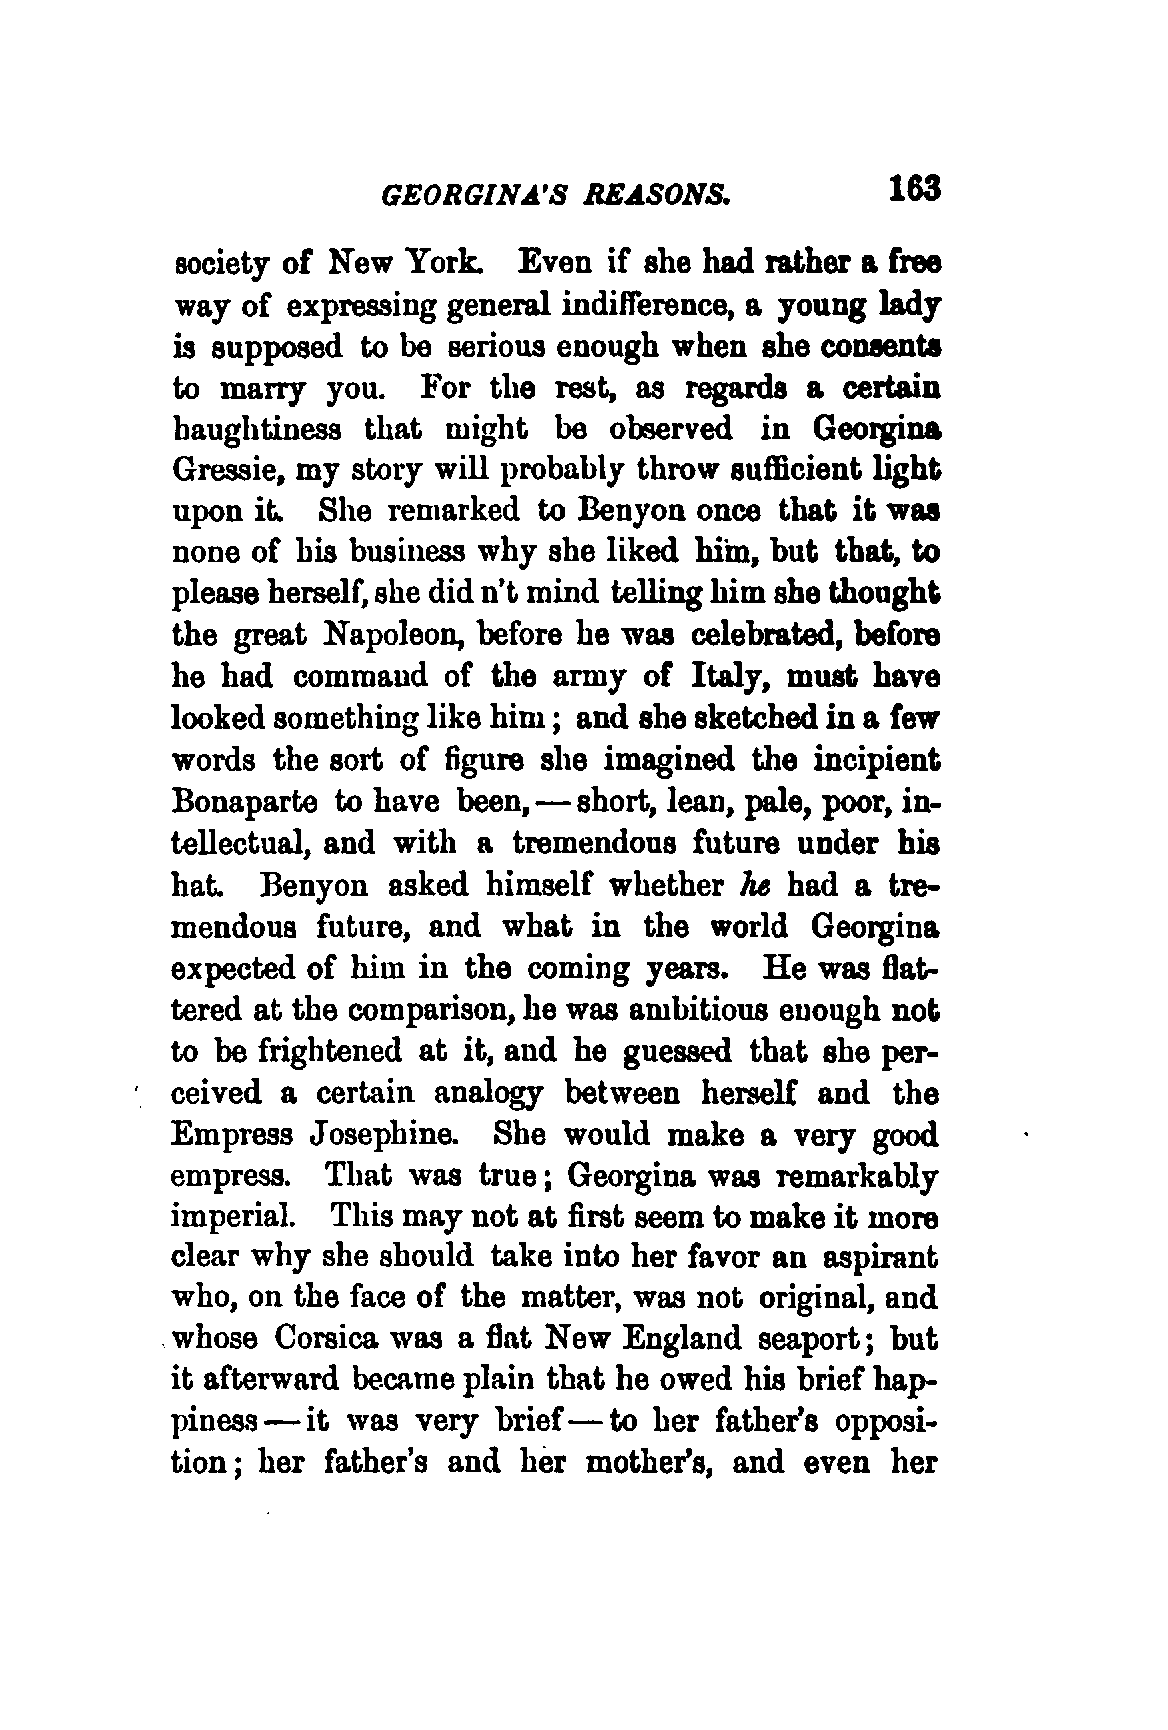 GEORGINA'S REASONS. 163
society of New York. Even if she had rather a free
way of expressing general indifference, a young lady
is supposed to be serious enough when she consents
to marry you. For the rest, as regards a certain
haughtiness that might be observed in Georgina
Gressie, my story will probably throw sufficient light
upon it. She remarked to Benyon once that it was
none of his business why she liked him, but that, to
please herself, she did n't mind telling him she thought
the great Napoleon, before he was celebrated, before
he had command of the army of Italy, must have
looked something like him; and she sketched in a few
words the sort of figure she imagined the incipient
Bonaparte to have been,—short, lean, pale, poor, in-
tellectual, and with a tremendous future under his
hat. Benyon asked himself whether he had a tre-
mendous future, and what in the world Georgina
expected of him in the coming years. He was flat-
tered at the comparison, he was ambitious enough not
to be frightened at it, and he guessed that she per-
ceived a certain analogy between herself and the
Empress Josephine. She would make a very good
empress. That was true; Georgina was remarkably
imperial. This may not at first seem to make it more
clear why she should take into her favor an aspirant
who, on the face of the matter, was not original, and
whose Corsica was a flat New England seaport; but
it afterward became plain that he owed his brief hap-
piness—it was very brief—to her father's opposi-
tion; her father's and her mother's, and even her